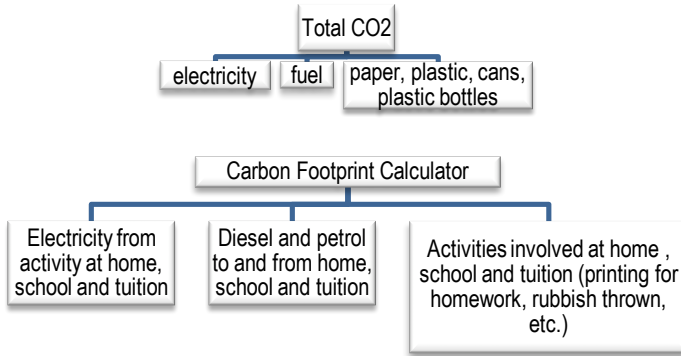 Total CO2
electricity
fuel
paper, plastic, cans,
plastic bottles
Carbon Footprint Calculator
Electricity from
activity at home,
school and tuition
Diesel and petrol
to and from home,
school and tuition
Activities involved at home ,
school and tuition (printing for
homework, rubbish thrown,
etc.)